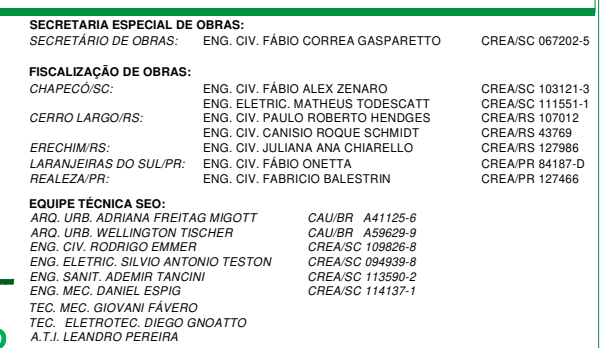 SECRETARIA ESPECIAL DE OBRAS:
SECRETÁRIO DE OBRAS: ENG. CIV. FÁBIO CORREA GASPARETTO CREA/SC 067202-5
FISCALIZAÇÃO DE OBRAS:
CHAPECÓ/SC: ENG. CIV. FÁBIO ALEX ZENARO CREA/SC 103121-3
ENG. ELETRIC. MATHEUS TODESCATT CREA/SC 111551-1
CERRO LARGO/RS: ENG. CIV. PAULO ROBERTO HENDGES CREA/RS 107012
ENG. CIV. CANISIO ROQUE SCHMIDT CREA/RS 43769
ERECHIM/RS: ENG. CIV. JULIANA ANA CHIARELLO CREA/RS 127986
LARANJEIRAS DO SUL/PR: ENG. CIV. FÁBIO ONETTA CREA/PR 84187-D
REALEZA/PR: ENG. CIV. FABRICIO BALESTRIN CREA/PR 127466
EQUIPE TÉCNICA SEO:
ARQ. URB. ADRIANA FREITAG MIGOTT CAU/BR A41125-6
ARQ. URB. WELLINGTON TISCHER CAU/BR A59629-9
ENG. CIV. RODRIGO EMMER CREA/SC 109826-8
ENG. ELETRIC. SILVIO ANTONIO TESTON CREA/SC 094939-8
ENG. SANIT. ADEMIR TANCINI CREA/SC 113590-2
ENG. MEC. DANIEL ESPIG CREA/SC 114137-1
TEC. MEC. GIOVANI FÁVERO
TEC. ELETROTEC. DIEGO GNOATTO
A.T.I. LEANDRO PEREIRA